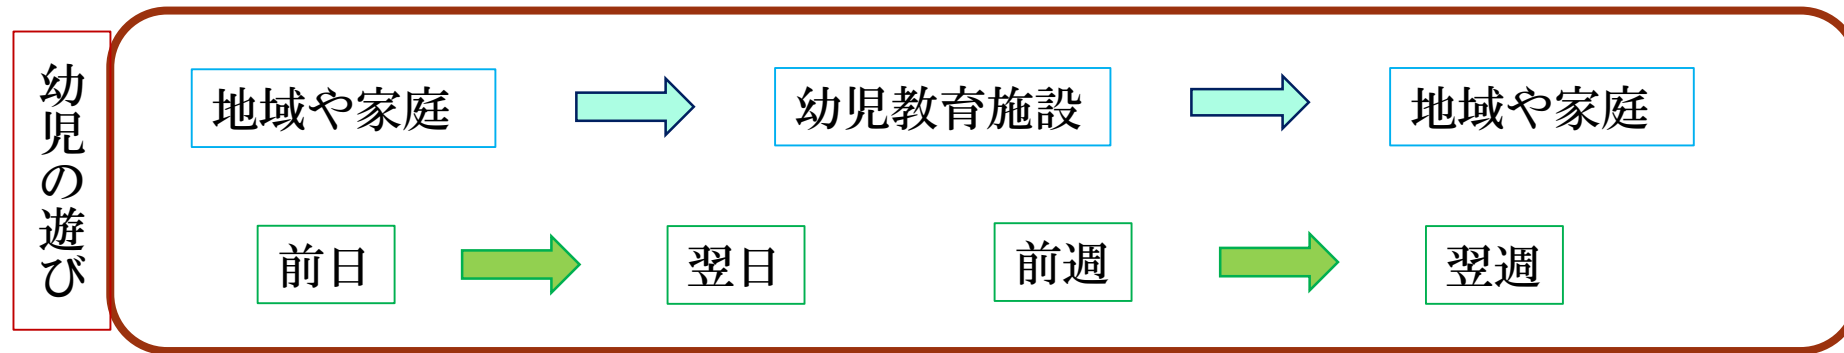 幼児の遊び
地域や家庭
幼児教育施設
地域や家庭
前日
翌日
前週
翌週